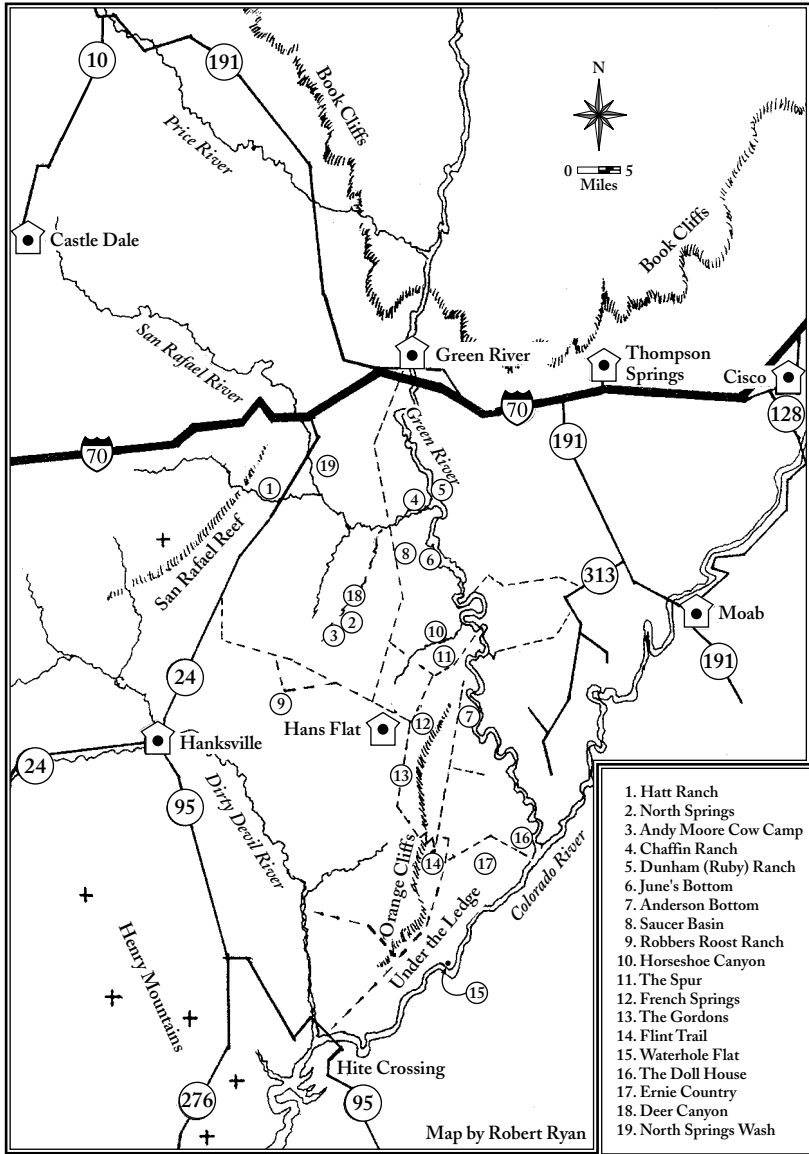 10
191
Book Cliffs
N
0 5
Miles
Price River
Book Cliffs
Castle Dale
San Rafael River
Green River
Thompson
Springs
Cisco
70
128
Green River
191
70
19
1
5
4
San Rafael Reef
8
6
313
18
2
3
10
Moab
11
24
191
9
Hans Flat
12
7
Hanksville
24
13
95
Dirty Devil River
1. Hatt Ranch
2. North Springs
3. Andy Moore Cow Camp
4. Chaffin Ranch
5. Dunham (Ruby) Ranch
6. June's Bottom
7. Anderson Bottom
8. Saucer Basin
9. Robbers Roost Ranch
10. Horseshoe Canyon
11. The Spur
12. French Springs
13. The Gordons
14. Flint Trail
15. Waterhole Flat
16. The Doll House
17. Ernie Country
18. Deer Canyon
19. North Springs Wash
16
14
17
Orange Cliffs
Colorado River
Under the Ledge
Henry Mountains
15
Hite Crossing
276
95
Map by Robert Ryan